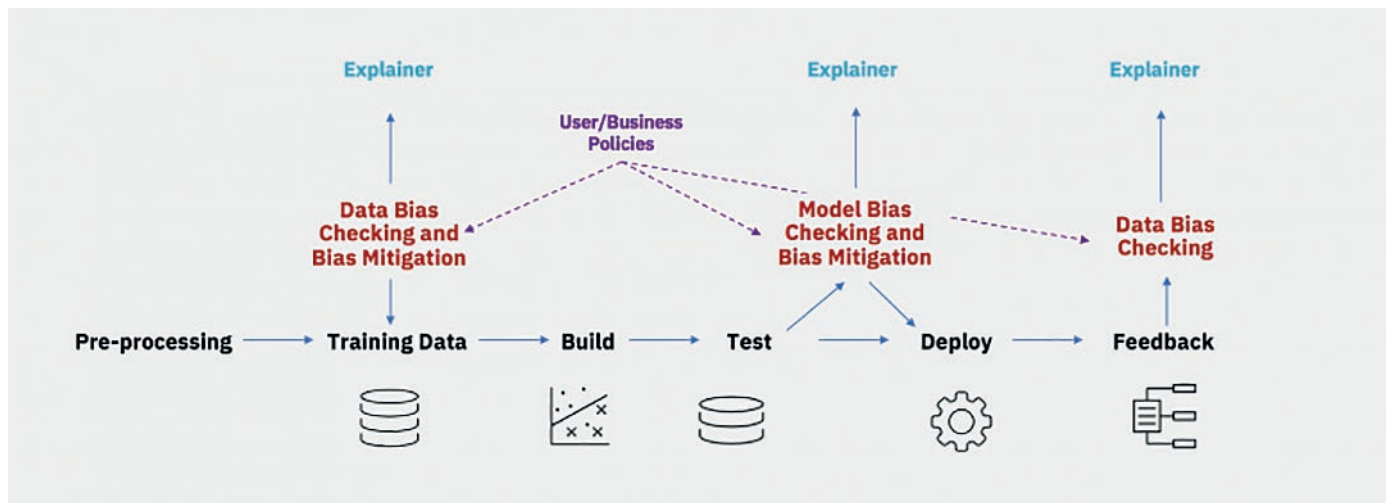 Explainer
Explainer
Explainer
User/Business
Policies
Data Bias
Checking and
Bias Mitigation
Model Bias
Checking and
Bias Mitigation
Data Bias
Checking
Pre-processing
Training Data
Build
Test
Deploy
Feedback